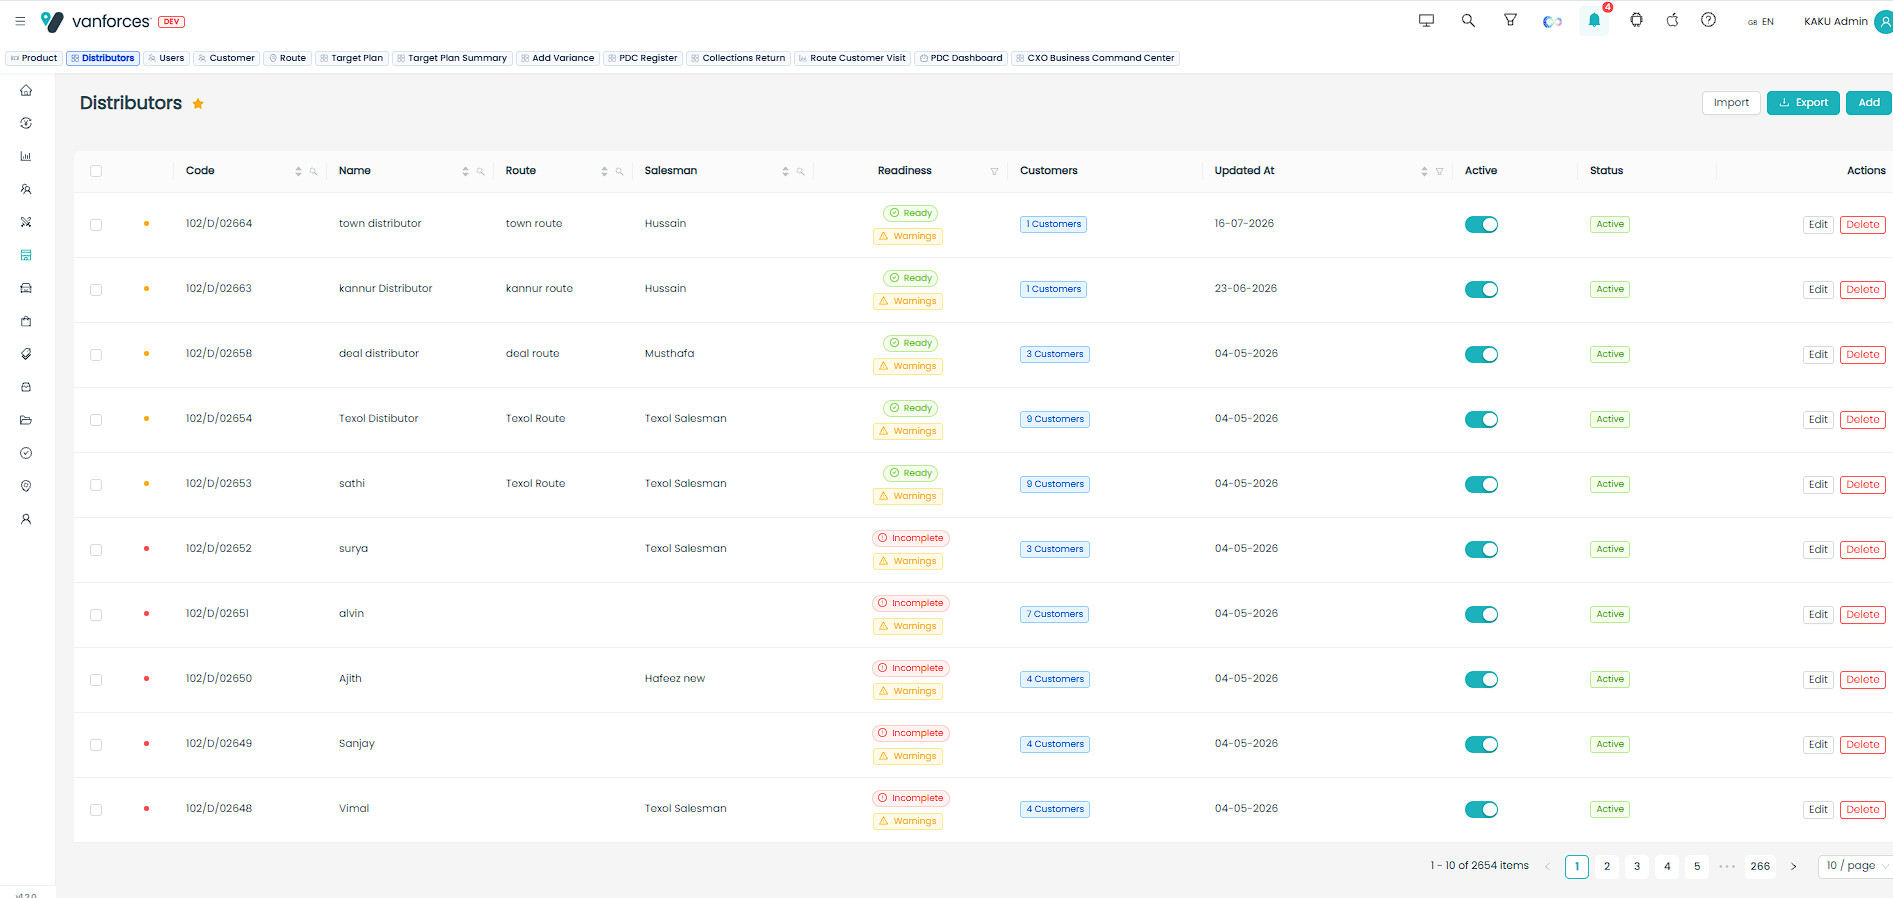 vanforces DEV 4 GB EN KAKU Admin
Product Distributors Users Customer Route Target Plan Target Plan Summary Add Variance PDC Register Collections Return Route Customer Visit PDC Dashboard CXO Business Command Center
Distributors Import Export Add
Code Name Route Salesman Readiness Customers Updated At Active Status Actions
102/D/02664 town distributor town route Hussain Ready Warnings 1 Customers 16-07-2026 Active Edit Delete
102/D/02663 kannur Distributor kannur route Hussain Ready Warnings 1 Customers 23-06-2026 Active Edit Delete
102/D/02658 deal distributor deal route Musthafa Ready Warnings 3 Customers 04-05-2026 Active Edit Delete
102/D/02654 Texol Distibutor Texol Route Texol Salesman Ready Warnings 9 Customers 04-05-2026 Active Edit Delete
102/D/02653 sathi Texol Route Texol Salesman Ready Warnings 9 Customers 04-05-2026 Active Edit Delete
102/D/02652 surya Texol Salesman Incomplete Warnings 3 Customers 04-05-2026 Active Edit Delete
102/D/02651 alvin Incomplete Warnings 7 Customers 04-05-2026 Active Edit Delete
102/D/02650 Ajith Hafeez new Incomplete Warnings 4 Customers 04-05-2026 Active Edit Delete
102/D/02649 Sanjay Incomplete Warnings 4 Customers 04-05-2026 Active Edit Delete
102/D/02648 Vimal Texol Salesman Incomplete Warnings 4 Customers 04-05-2026 Active Edit Delete
1 - 10 of 2654 items 1 2 3 4 5 ••• 266 10 / page